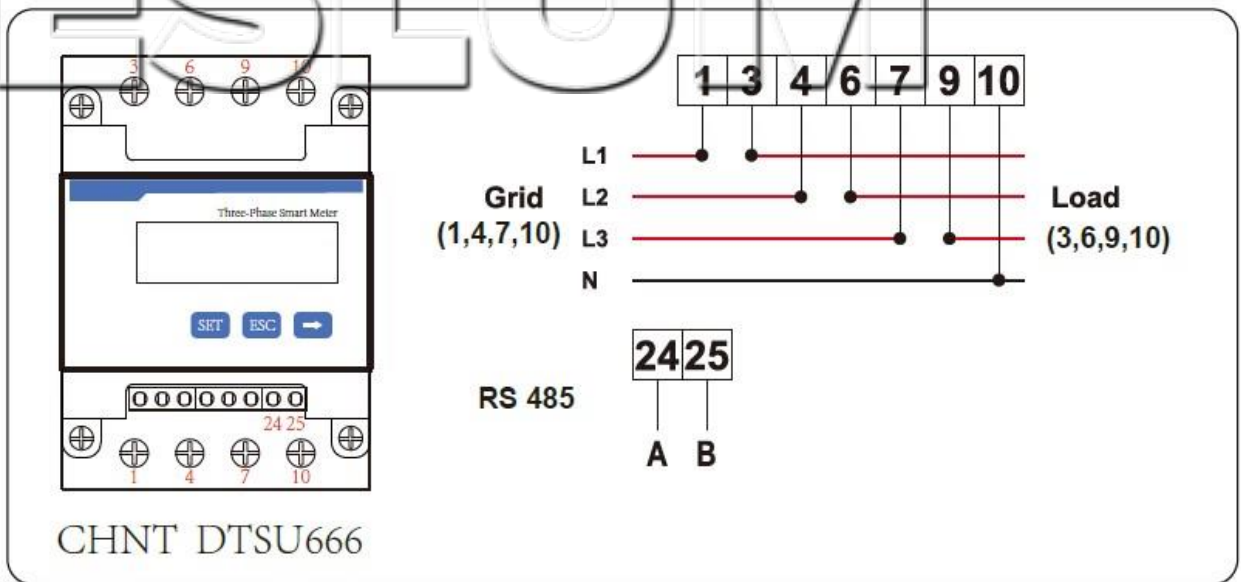 3 6 9 10
1 3 4 6 7 9 10
L1
Grid L2 Load
(1,4,7,10) L3 (3,6,9,10)
N
Three-Phase Smart Meter
SET ESC
24 25
RS 485
24 25
A B
1 4 7 10
CHNT DTSU666